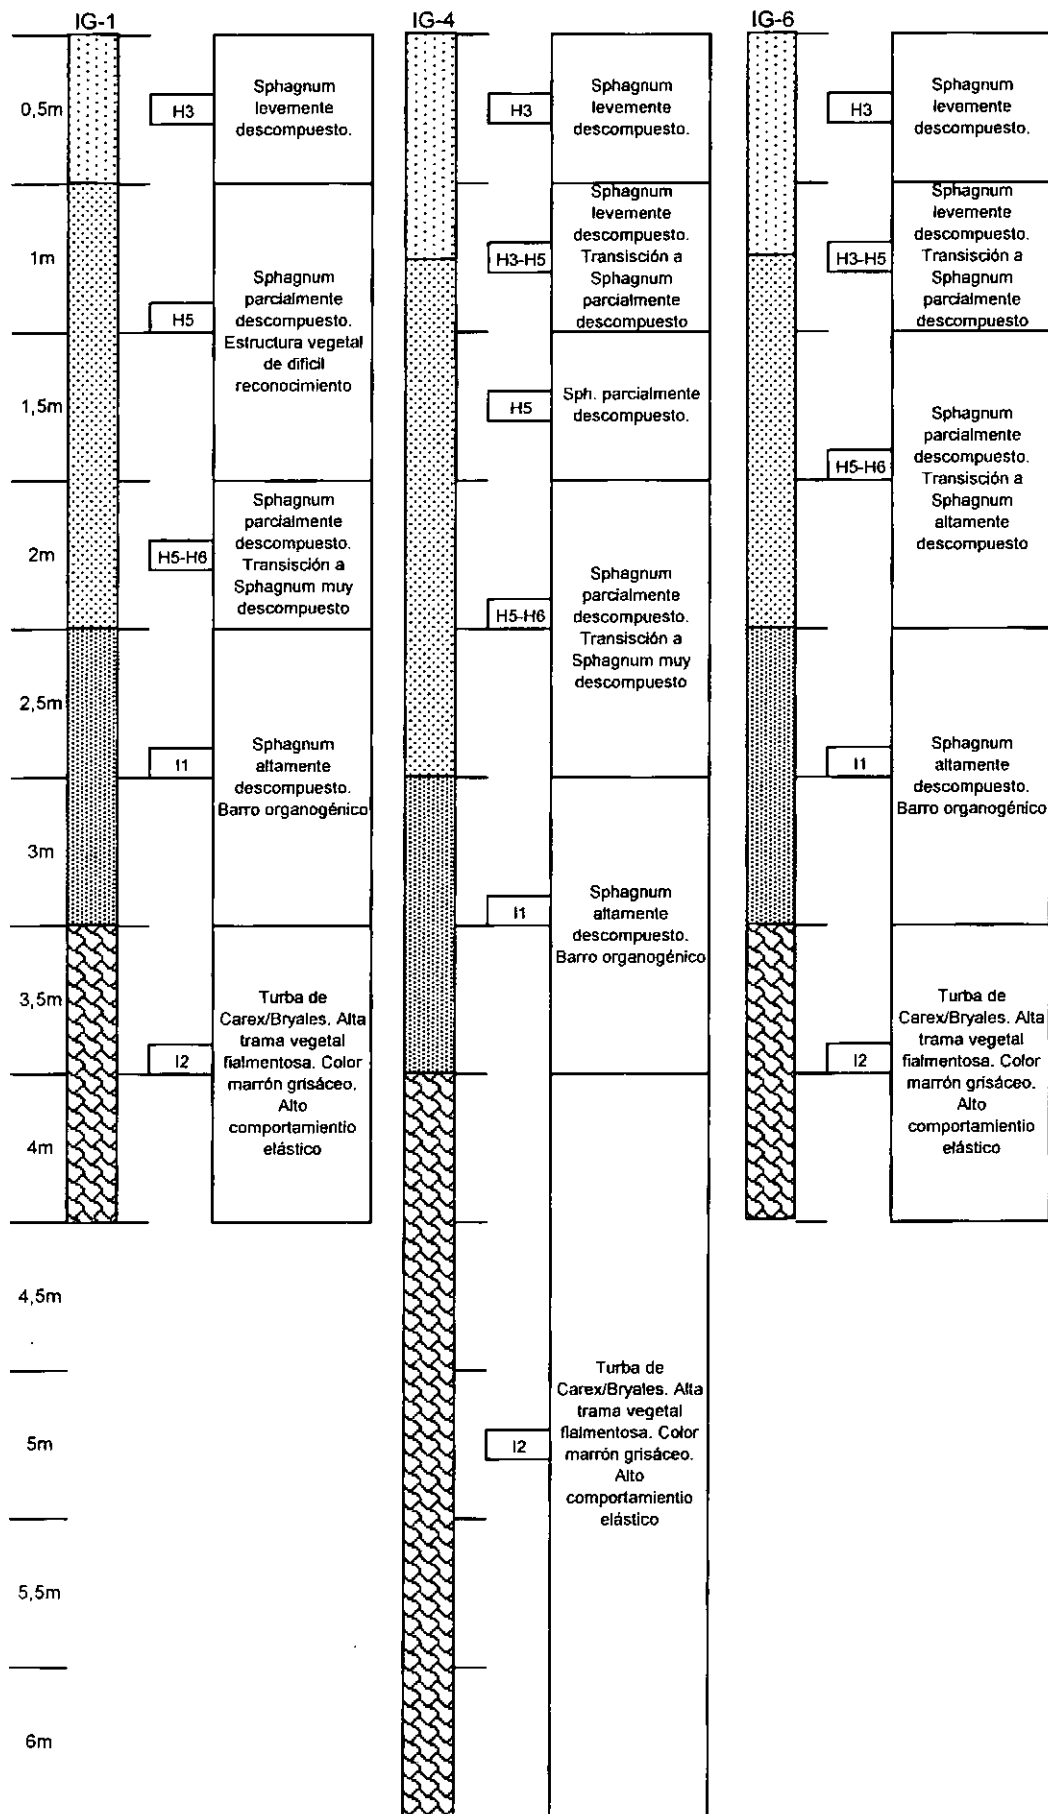 IG-1
IG-4
IG-6
0,5m
1m
1,5m
2m
2,5m
3m
3,5m
4m
4,5m
5m
5,5m
6m
H3
Sphagnum
levemente
descompuesto.
H5
Sphagnum
parcialmente
descompuesto.
Estructura vegetal
de dificil
reconocimiento
H5-H6
Sphagnum
parcialmente
descompuesto.
Transisción a
Sphagnum muy
descompuesto
I1
Sphagnum
altamente
descompuesto.
Barro organogénico
I2
Turba de
Carex/Bryales. Alta
trama vegetal
fialmentosa. Color
marrón grisáceo.
Alto
comportamientio
elástico
H3
Sphagnum
levemente
descompuesto.
H3-H5
Sphagnum
levemente
descompuesto.
Transisción a
Sphagnum
parcialmente
descompuesto
H5
Sph. parcialmente
descompuesto.
H5-H6
Sphagnum
parcialmente
descompuesto.
Transisción a
Sphagnum muy
descompuesto
I1
Sphagnum
altamente
descompuesto.
Barro organogénico
I2
Turba de
Carex/Bryales. Alta
trama vegetal
fialmentosa. Color
marrón grisáceo.
Alto
comportamientio
elástico
H3
Sphagnum
levemente
descompuesto.
H3-H5
Sphagnum
levemente
descompuesto.
Transisción a
Sphagnum
parcialmente
descompuesto
H5-H6
Sphagnum
parcialmente
descompuesto.
Transisción a
Sphagnum
altamente
descompuesto
I1
Sphagnum
altamente
descompuesto.
Barro organogénico
I2
Turba de
Carex/Bryales. Alta
trama vegetal
fialmentosa. Color
marrón grisáceo.
Alto
comportamientio
elástico